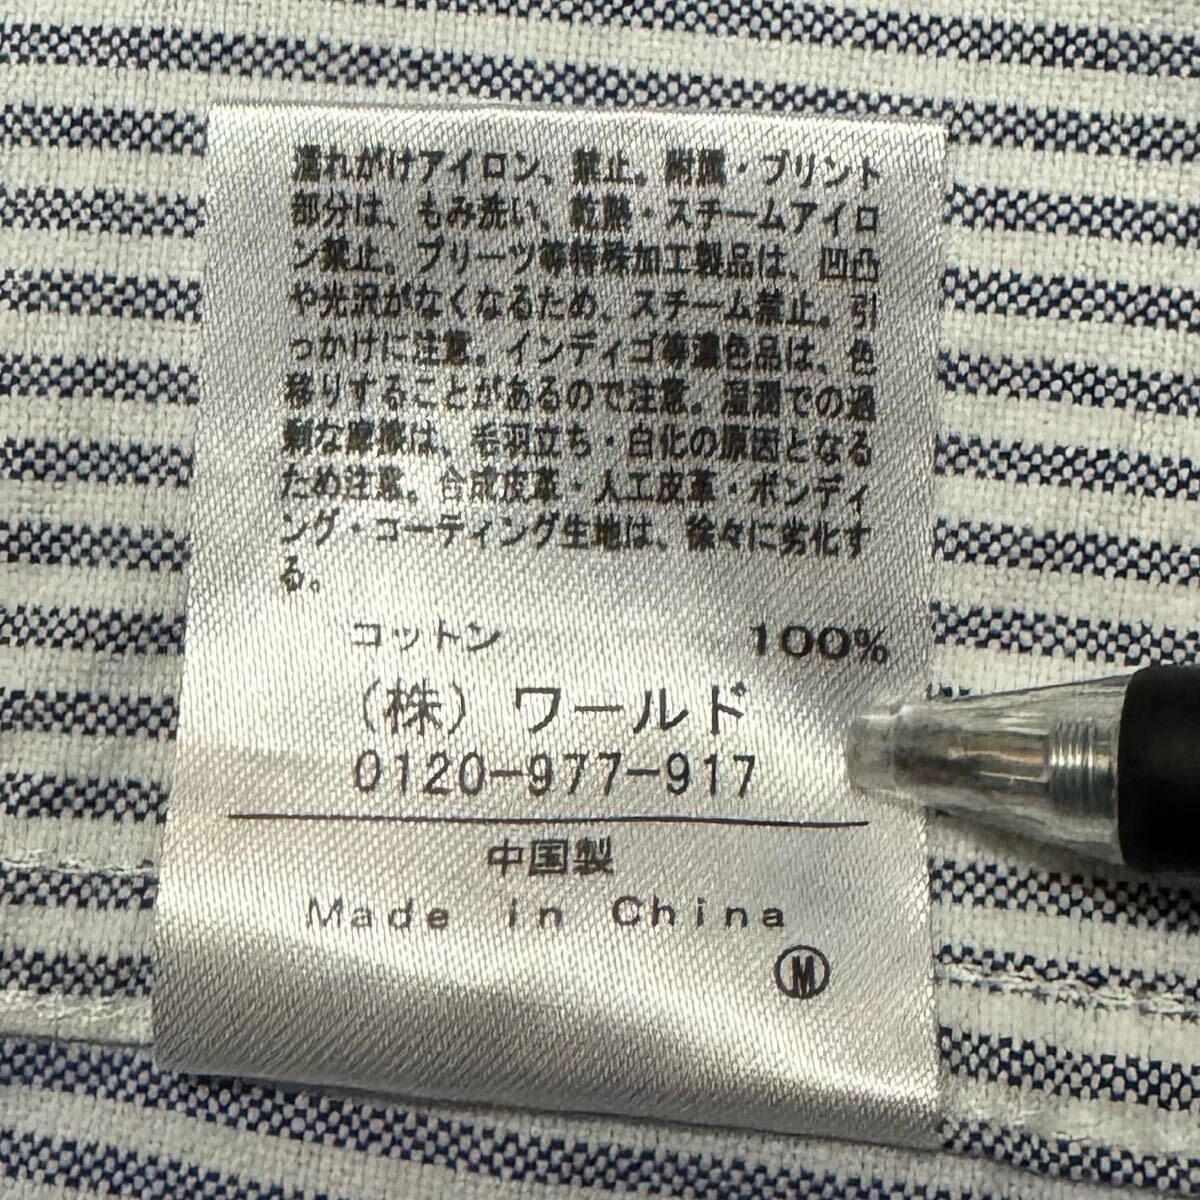 濡れがけアイロン、禁止。附属・プリント
部分は、もみ洗い、乾燥・スチームアイロ
ン禁止。プリーツ等特殊加工製品は、凹凸
や光沢がなくなるため、スチーム禁止。引
っかけに注意。インディゴ等濃色品は、色
移りすることがあるので注意。湿潤での過
剰な摩擦は、毛羽立ち・白化の原因となる
ため注意。合成皮革・人工皮革・ボンディ
ング・コーティング生地は、徐々に劣化す
る。
コットン 100%
(株) ワールド
0120-977-917
中国製
Made in China
Ⓜ